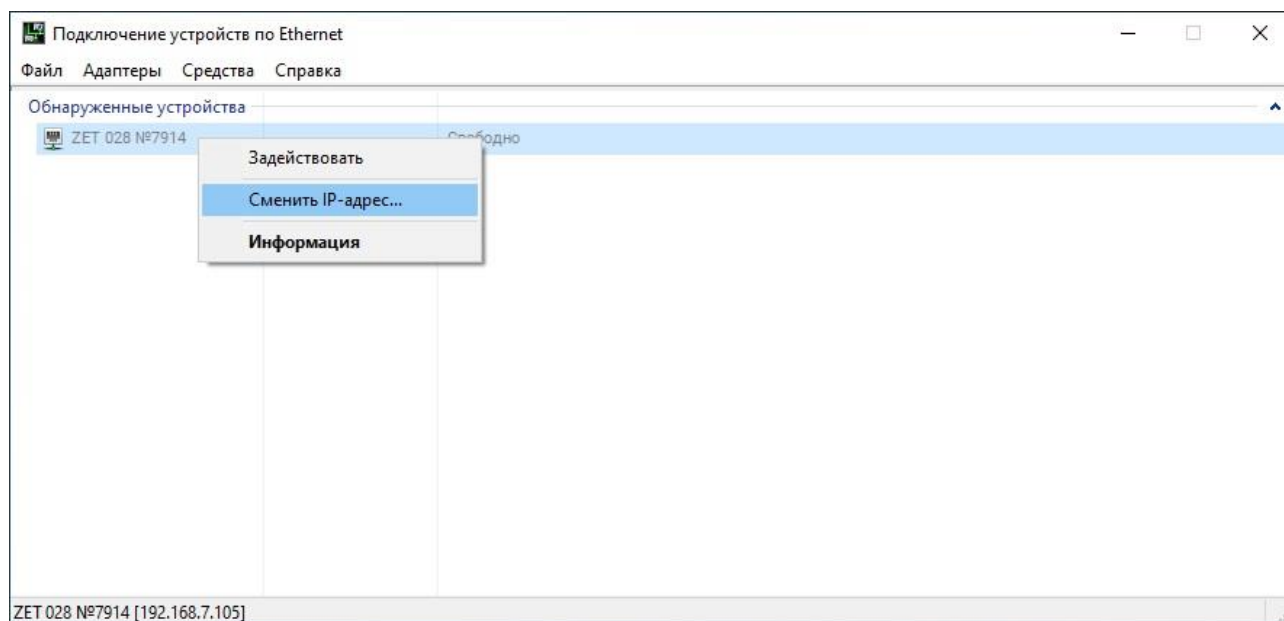 Подключение устройств по Ethernet
Файл Адаптеры Средства Справка
Обнаруженные устройства
ZET 028 №7914 Свободно
Задействовать
Сменить IP-адрес...
Информация
ZET 028 №7914 [192.168.7.105]